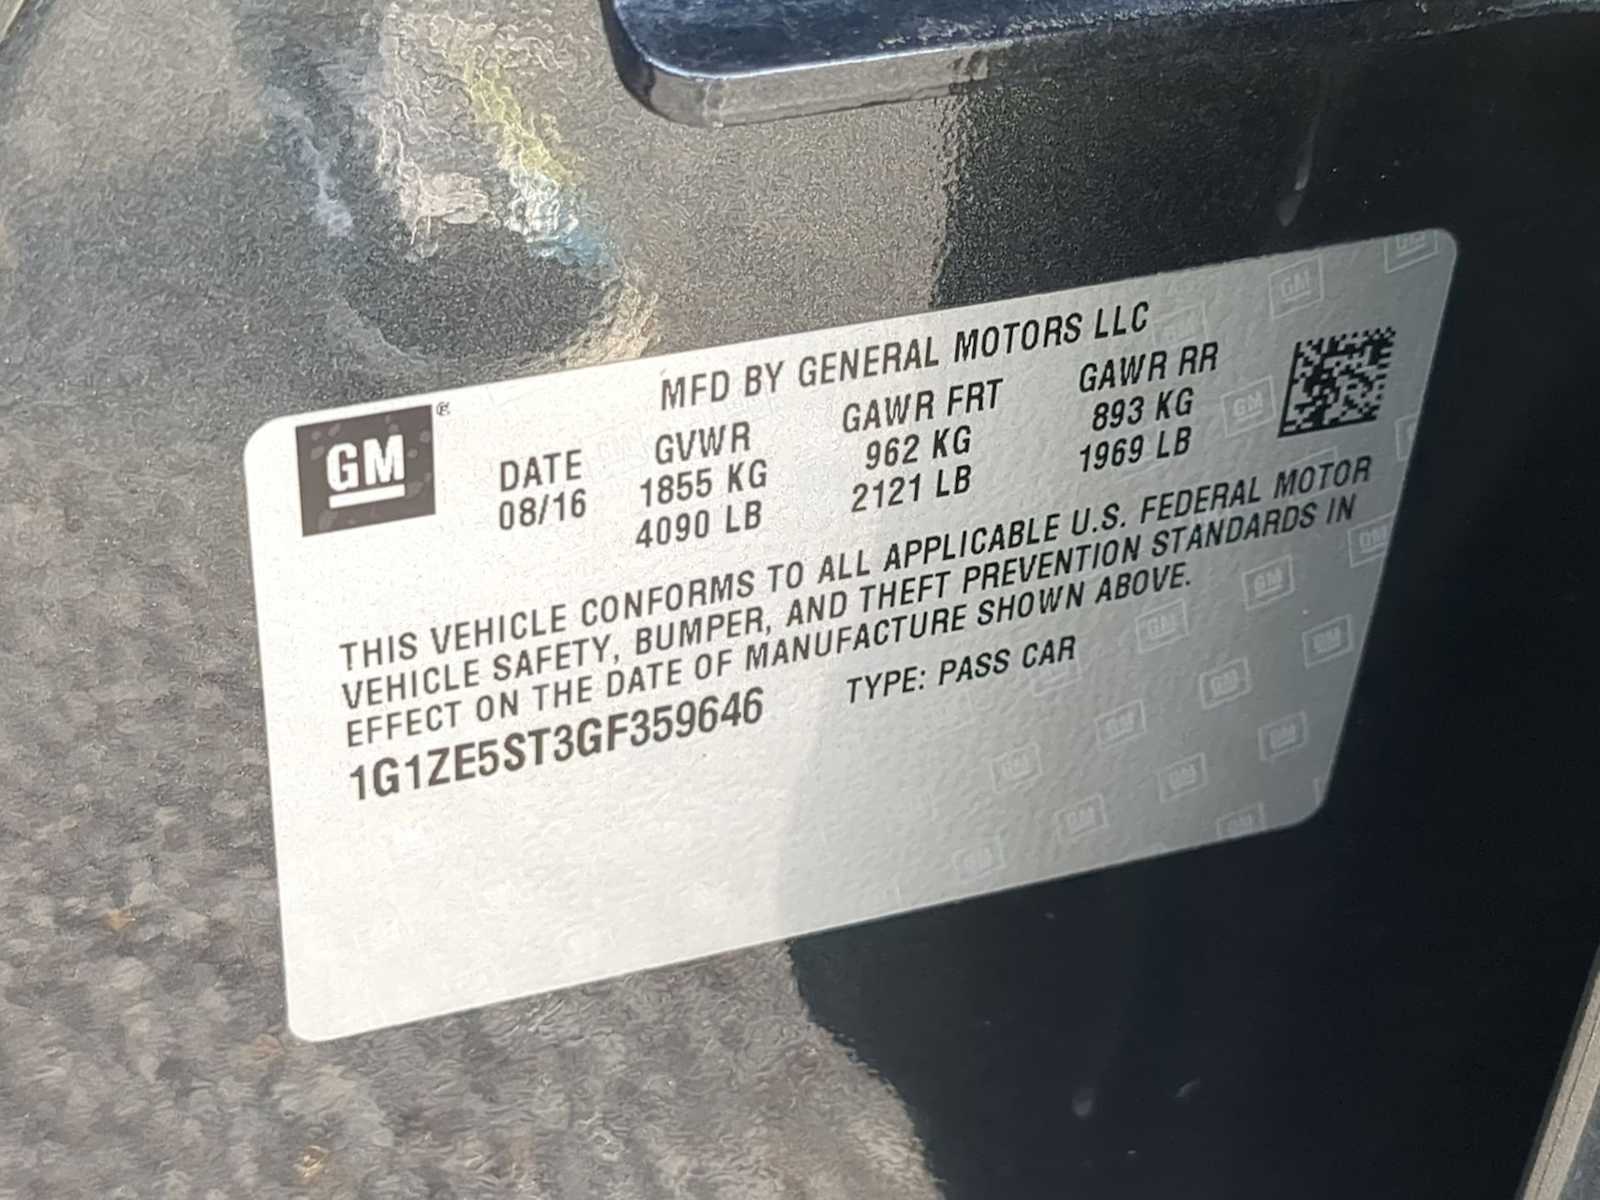 MFD BY GENERAL MOTORS LLC
GM®
DATE GVWR GAWR FRT GAWR RR
08/16 1855 KG 962 KG 893 KG
4090 LB 2121 LB 1969 LB
THIS VEHICLE CONFORMS TO ALL APPLICABLE U.S. FEDERAL MOTOR
VEHICLE SAFETY, BUMPER, AND THEFT PREVENTION STANDARDS IN
EFFECT ON THE DATE OF MANUFACTURE SHOWN ABOVE.
1G1ZE5ST3GF359646 TYPE: PASS CAR